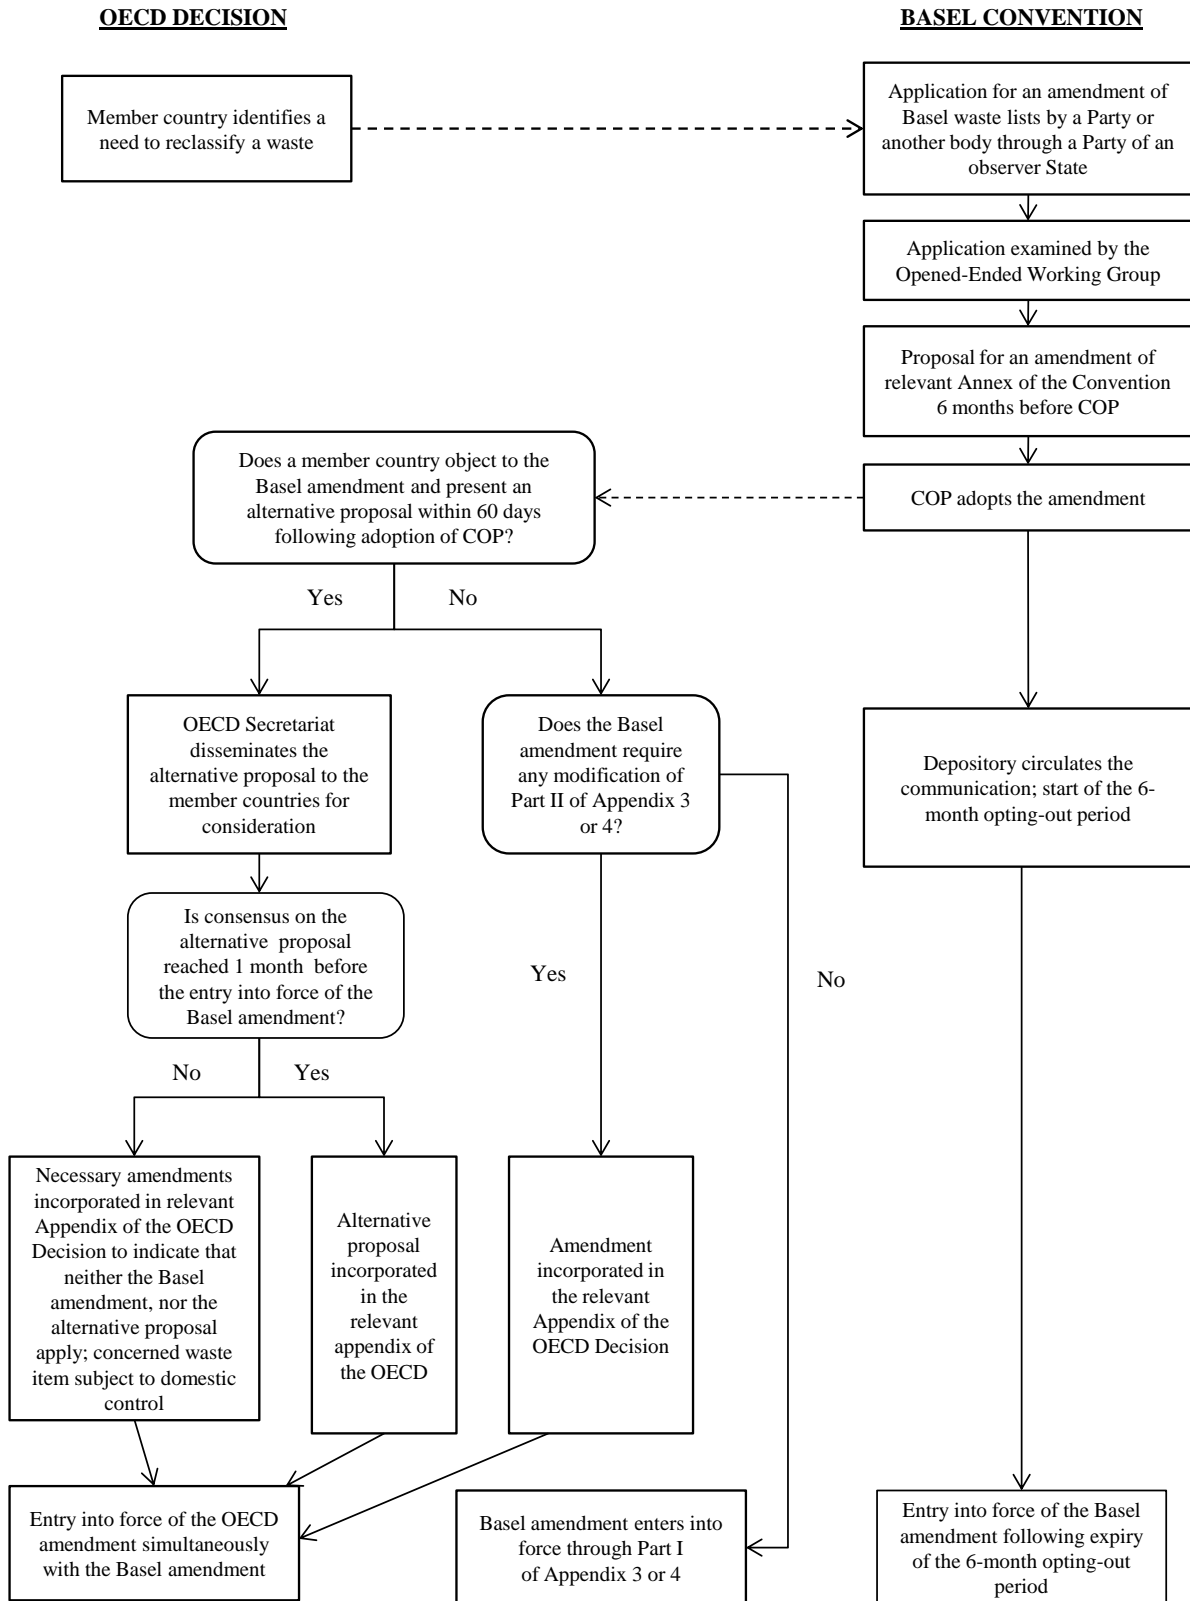 OECD DECISION
BASEL CONVENTION
Member country identifies a
need to reclassify a waste
Application for an amendment of
Basel waste lists by a Party or
another body through a Party of an
observer State
Application examined by the
Opened-Ended Working Group
Proposal for an amendment of
relevant Annex of the Convention
6 months before COP
Does a member country object to the
Basel amendment and present an
alternative proposal within 60 days
following adoption of COP?
COP adopts the amendment
Yes
No
OECD Secretariat
disseminates the
alternative proposal to the
member countries for
consideration
Does the Basel
amendment require
any modification of
Part II of Appendix 3
or 4?
Depository circulates the
communication; start of the 6-
month opting-out period
Is consensus on the
alternative proposal
reached 1 month before
the entry into force of the
Basel amendment?
Yes
No
No
Yes
Necessary amendments
incorporated in relevant
Appendix of the OECD
Decision to indicate that
neither the Basel
amendment, nor the
alternative proposal
apply; concerned waste
item subject to domestic
control
Alternative
proposal
incorporated
in the
relevant
appendix of
the OECD
Amendment
incorporated in
the relevant
Appendix of the
OECD Decision
Entry into force of the OECD
amendment simultaneously
with the Basel amendment
Basel amendment enters into
force through Part I
of Appendix 3 or 4
Entry into force of the Basel
amendment following expiry
of the 6-month opting-out
period